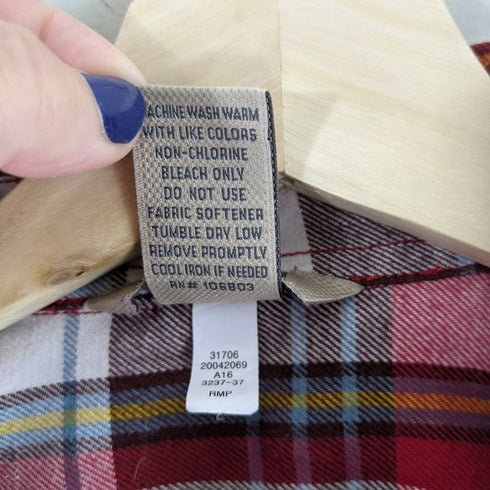 ACHINE WASH WARM
WITH LIKE COLORS
NON-CHLORINE
BLEACH ONLY
DO NOT USE
FABRIC SOFTENER
TUMBLE DRY LOW
REMOVE PROMPTLY
COOL IRON IF NEEDED
RN# 106803
31706
20042069
A16
3237-37
RMP